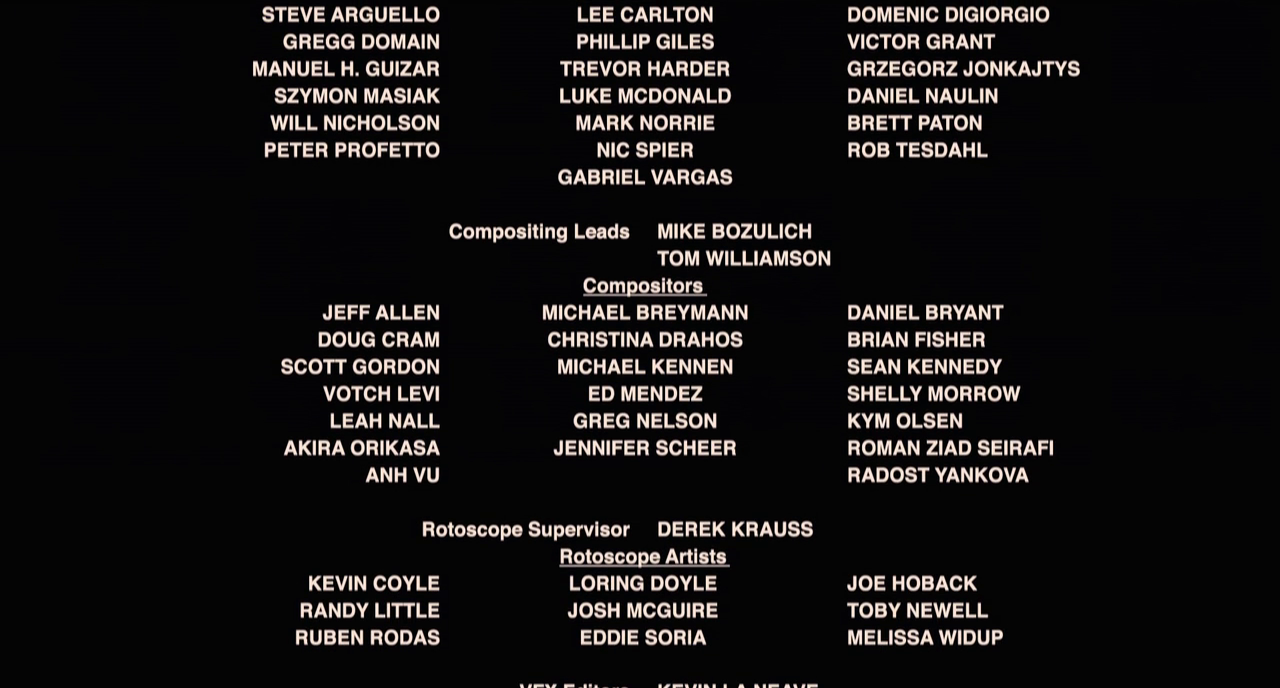 STEVE ARGUELLO LEE CARLTON DOMENIC DIGIORGIO
GREGG DOMAIN PHILLIP GILES VICTOR GRANT
MANUEL H. GUIZAR TREVOR HARDER GRZEGORZ JONKAJTYS
SZYMON MASIAK LUKE MCDONALD DANIEL NAULIN
WILL NICHOLSON MARK NORRIE BRETT PATON
PETER PROFETTO NIC SPIER ROB TESDAHL
GABRIEL VARGAS
Compositing Leads MIKE BOZULICH
TOM WILLIAMSON
Compositors
JEFF ALLEN MICHAEL BREYMANN DANIEL BRYANT
DOUG CRAM CHRISTINA DRAHOS BRIAN FISHER
SCOTT GORDON MICHAEL KENNEN SEAN KENNEDY
VOTCH LEVI ED MENDEZ SHELLY MORROW
LEAH NALL GREG NELSON KYM OLSEN
AKIRA ORIKASA JENNIFER SCHEER ROMAN ZIAD SEIRAFI
ANH VU RADOST YANKOVA
Rotoscope Supervisor DEREK KRAUSS
Rotoscope Artists
KEVIN COYLE LORING DOYLE JOE HOBACK
RANDY LITTLE JOSH MCGUIRE TOBY NEWELL
RUBEN RODAS EDDIE SORIA MELISSA WIDUP
VFX Editors KEVIN LA NEAVE